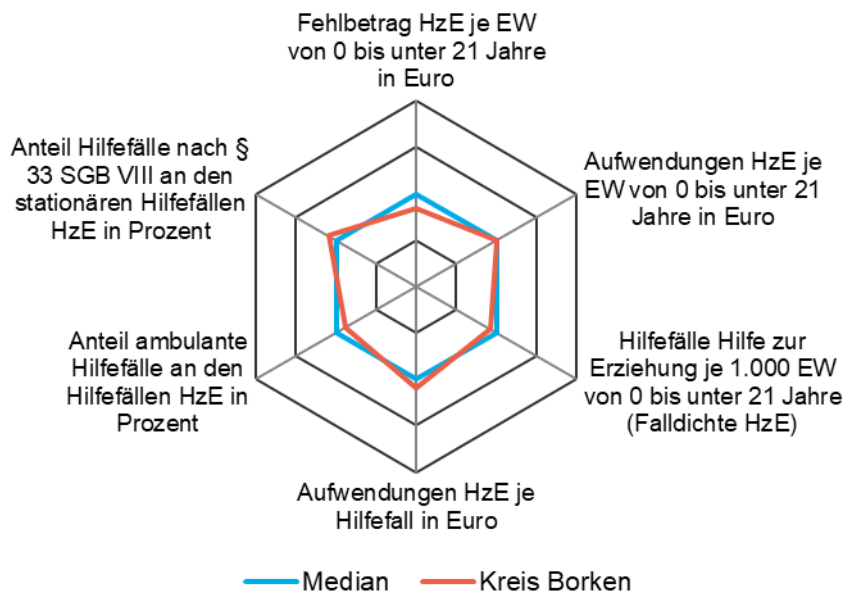 Fehlbetrag HzE je EW
von 0 bis unter 21 Jahre
in Euro
Aufwendungen HzE je
EW von 0 bis unter 21
Jahre in Euro
Hilfefälle Hilfe zur
Erziehung je 1.000 EW
von 0 bis unter 21 Jahre
(Falldichte HzE)
Aufwendungen HzE je
Hilfefall in Euro
Anteil ambulante
Hilfefälle an den
Hilfefällen HzE in
Prozent
Anteil Hilfefälle nach §
33 SGB VIII an den
stationären Hilfefällen
HzE in Prozent
Median
Kreis Borken